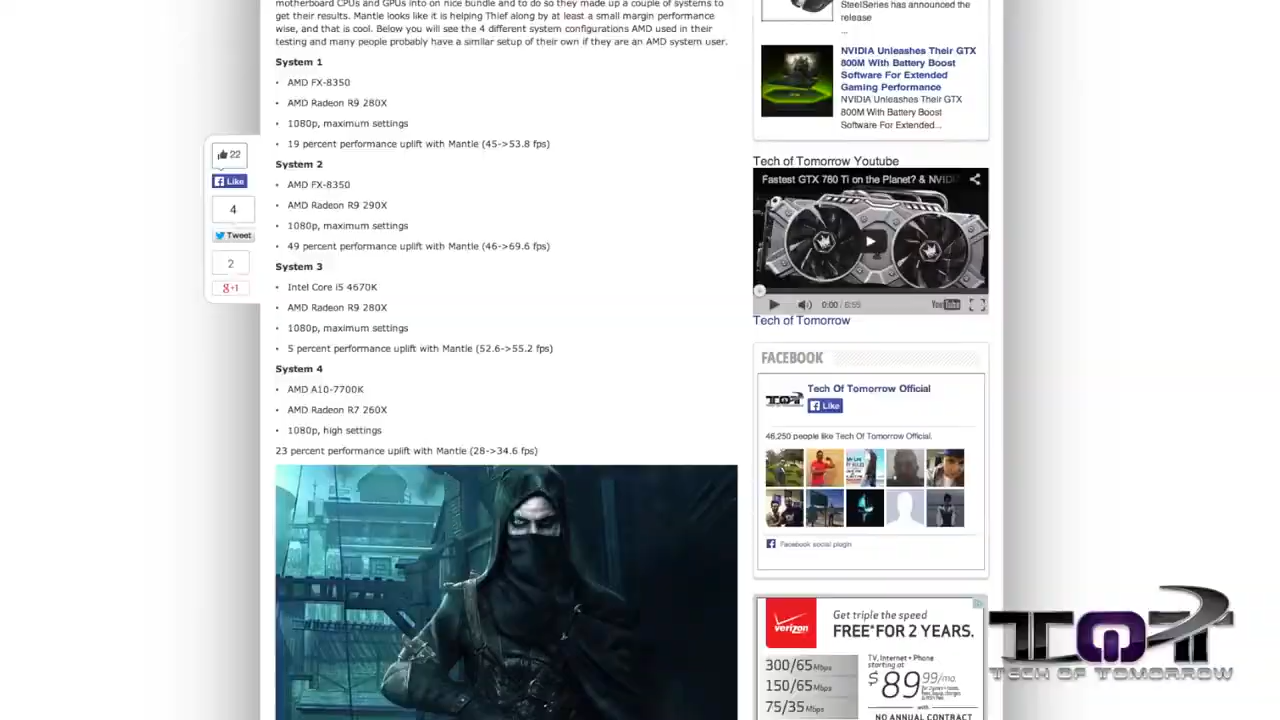 motherboard CPUs and GPUs into on nice bundle and to do so they made up a couple of systems to
get their results. Mantle looks like it is helping Thief along by at least a small margin performance
wise, and that is cool. Below you will see the 4 different system configurations AMD used in their
testing and many people probably have a similar setup of their own if they are an AMD system user.
System 1
• AMD FX-8350
• AMD Radeon R9 280X
• 1080p, maximum settings
• 19 percent performance uplift with Mantle (45->53.8 fps)
System 2
• AMD FX-8350
• AMD Radeon R9 290X
• 1080p, maximum settings
• 49 percent performance uplift with Mantle (46->69.6 fps)
System 3
• Intel Core i5 4670K
• AMD Radeon R9 280X
• 1080p, maximum settings
• 5 percent performance uplift with Mantle (52.6->55.2 fps)
System 4
• AMD A10-7700K
• AMD Radeon R7 260X
• 1080p, high settings
23 percent performance uplift with Mantle (28->34.6 fps)
22
Like
4
Tweet
2
g+1
SteelSeries has announced the
release
...
NVIDIA Unleashes Their GTX
800M With Battery Boost
Software For Extended
Gaming Performance
NVIDIA Unleashes Their GTX
800M With Battery Boost
Software For Extended...
Tech of Tomorrow Youtube
Fastest GTX 780 Ti on the Planet? & NVID
0:00 / 6:55
YouTube
Tech of Tomorrow
FACEBOOK
TOT
Tech Of Tomorrow Official
Like
46,250 people like Tech Of Tomorrow Official.
Facebook social plugin
verizon
Get triple the speed
FREE* FOR 2 YEARS.
300/65 Mbps
150/65 Mbps
75/35 Mbps
TV, Internet + Phone
starting at
$89.99/mo.
with
NO ANNUAL CONTRACT
TOT
TECH OF TOMORROW